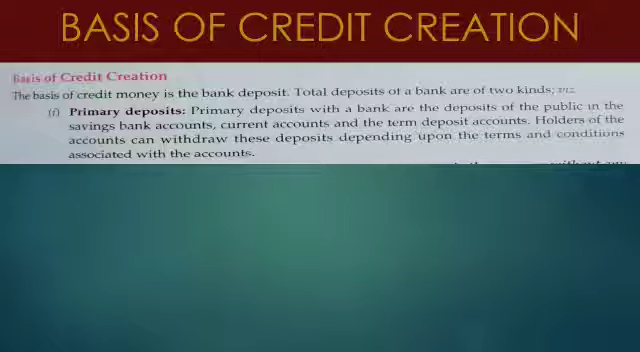 BASIS OF CREDIT CREATION
Basis of Credit Creation
The basis of credit money is the bank deposit. Total deposits of a bank are of two kinds; viz.
(i) Primary deposits: Primary deposits with a bank are the deposits of the public in the
savings bank accounts, current accounts and the term deposit accounts. Holders of the
accounts can withdraw these deposits depending upon the terms and conditions
associated with the accounts.